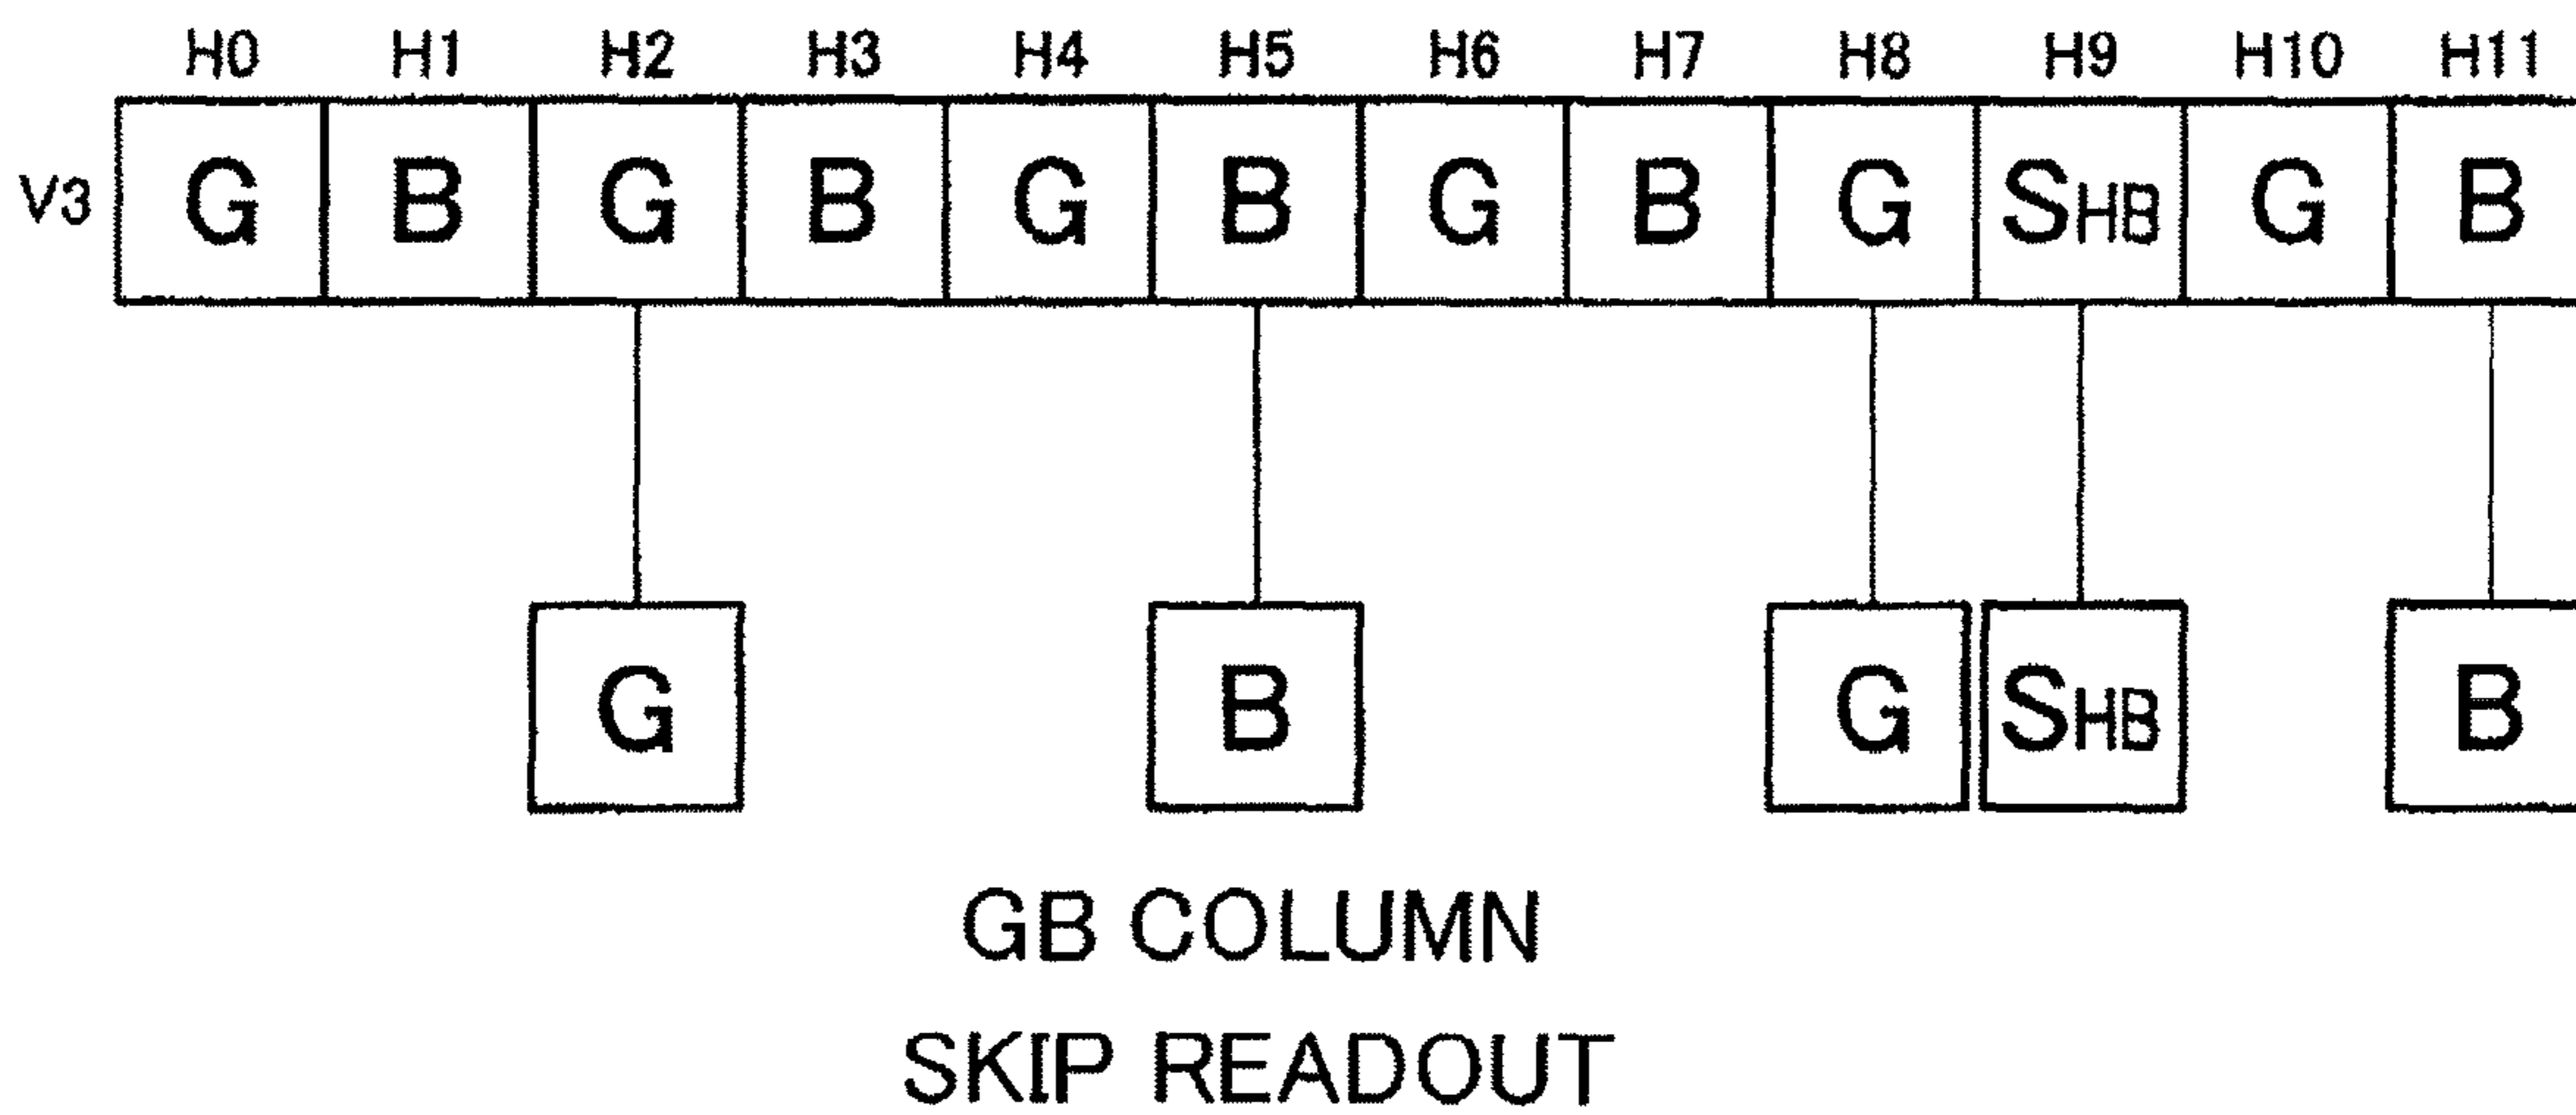 H0 H1 H2 H3 H4 H5 H6 H7 H8 H9 H10 H11
V3 G B G B G B G B G SHB G B
G B G SHB B
GB COLUMN
SKIP READOUT